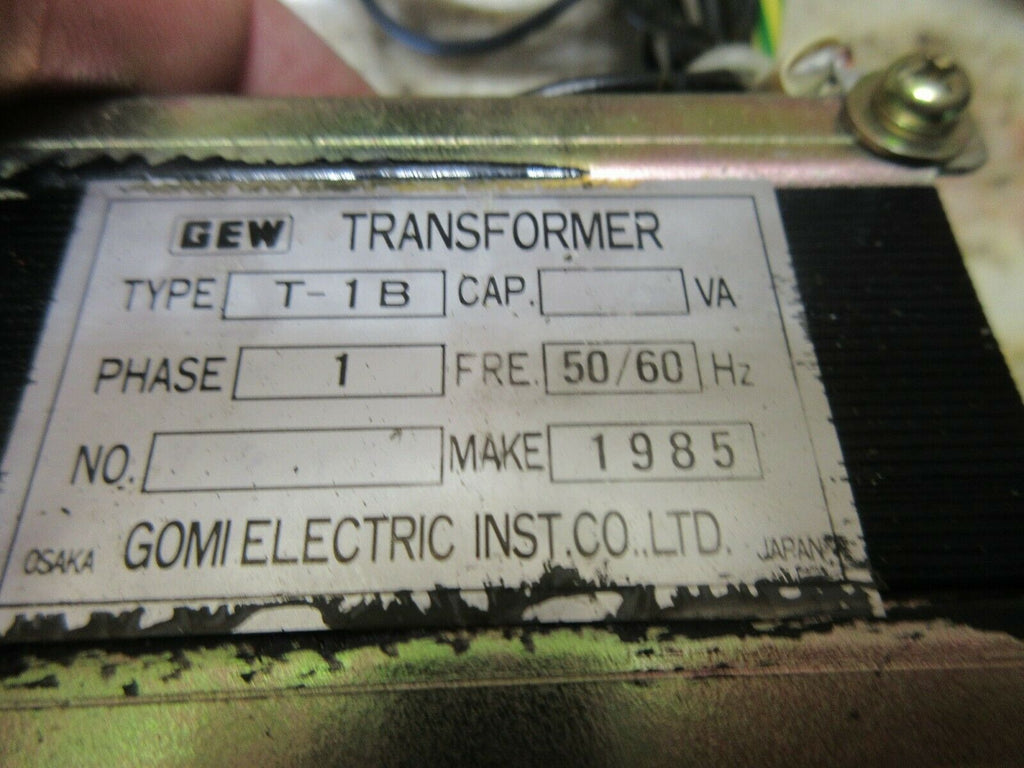 GEW TRANSFORMER
TYPE T-1B CAP. VA
PHASE 1 FRE. 50/60 Hz
NO. MAKE 1985
OSAKA GOMI ELECTRIC INST.CO.,LTD. JAPAN